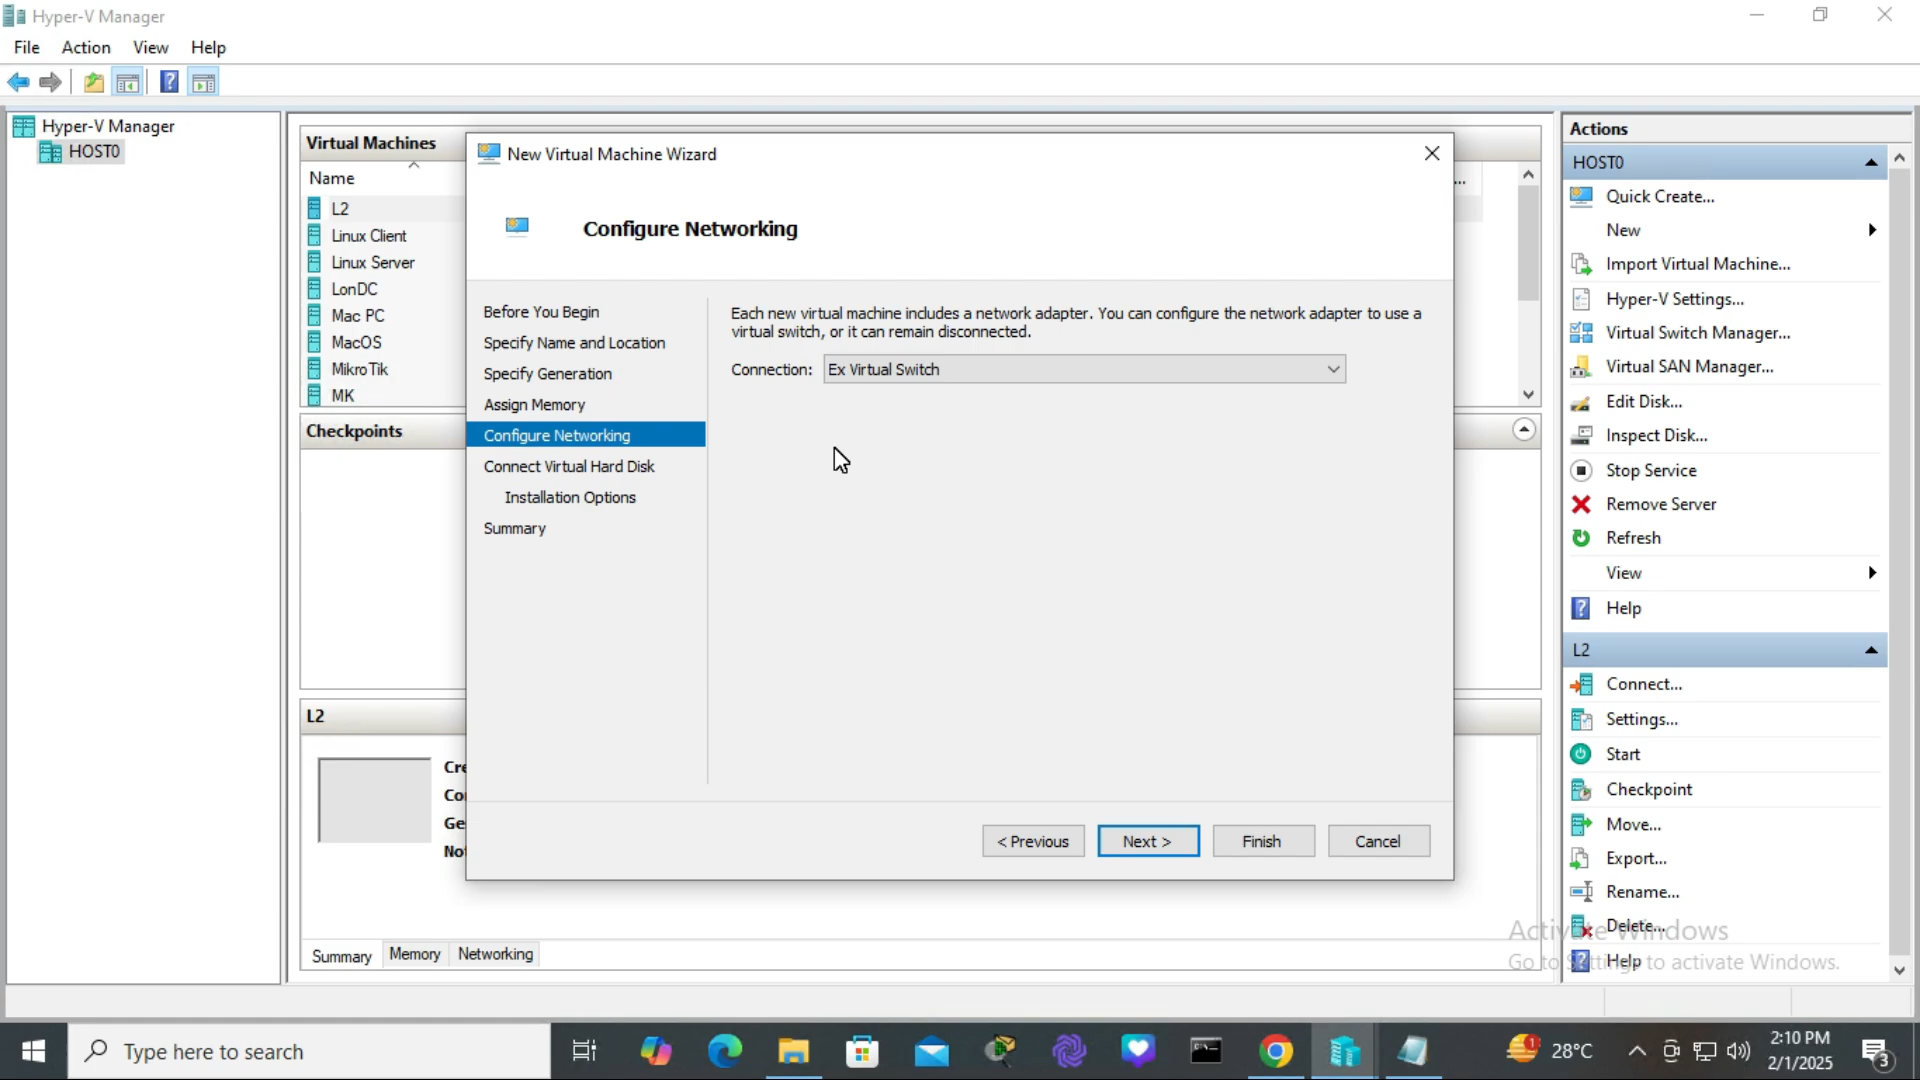 Hyper-V Manager
File Action View Help
Hyper-V Manager
HOST0
Virtual Machines
Name
L2
Linux Client
Linux Server
LonDC
Mac PC
MacOS
MikroTik
MK
Checkpoints
L2
Summary Memory Networking
New Virtual Machine Wizard
Configure Networking
Before You Begin
Specify Name and Location
Specify Generation
Assign Memory
Configure Networking
Connect Virtual Hard Disk
Installation Options
Summary
Each new virtual machine includes a network adapter. You can configure the network adapter to use a
virtual switch, or it can remain disconnected.
Connection: Ex Virtual Switch
< Previous Next > Finish Cancel
Actions
HOST0
Quick Create...
New
Import Virtual Machine...
Hyper-V Settings...
Virtual Switch Manager...
Virtual SAN Manager...
Edit Disk...
Inspect Disk...
Stop Service
Remove Server
Refresh
View
Help
L2
Connect...
Settings...
Start
Checkpoint
Move...
Export...
Rename...
Delete...
Help
Activate Windows
Go to Settings to activate Windows.
Type here to search
28°C
2:10 PM
2/1/2025
3